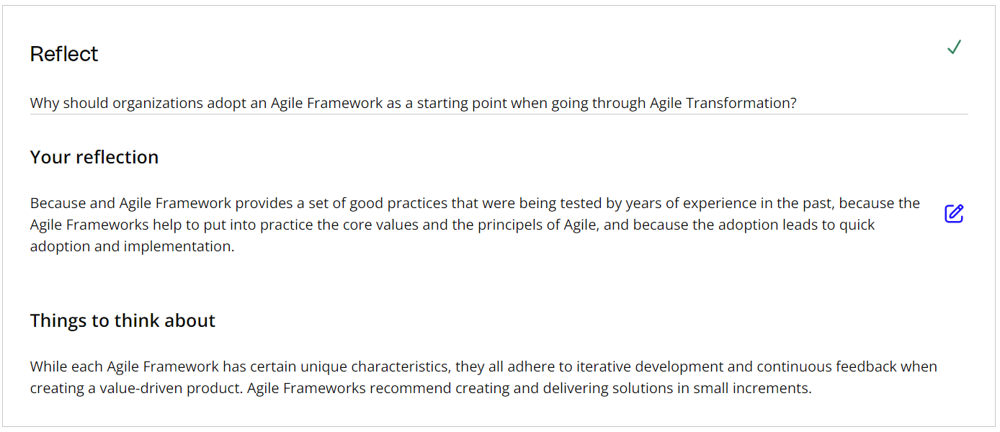 Reflect
Why should organizations adopt an Agile Framework as a starting point when going through Agile Transformation?
Your reflection
Because and Agile Framework provides a set of good practices that were being tested by years of experience in the past, because the
Agile Frameworks help to put into practice the core values and the principels of Agile, and because the adoption leads to quick
adoption and implementation.
Things to think about
While each Agile Framework has certain unique characteristics, they all adhere to iterative development and continuous feedback when
creating a value-driven product. Agile Frameworks recommend creating and delivering solutions in small increments.